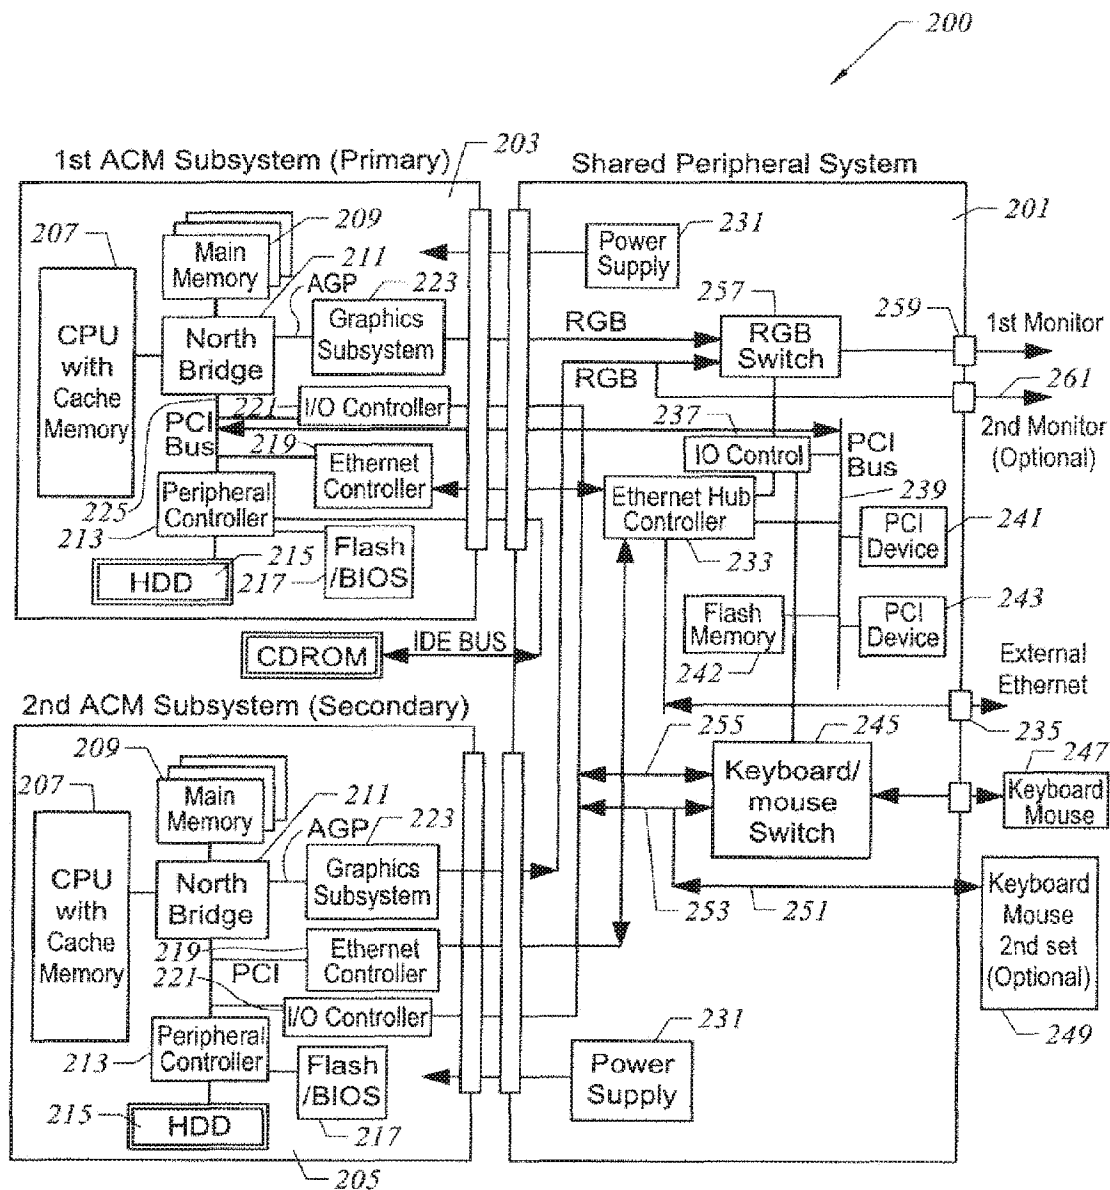 200
1st ACM Subsystem (Primary)
203
Shared Peripheral System
201
207
209
Main
Memory
211
231
Power
Supply
CPU
with
Cache
Memory
AGP
223
North
Bridge
Graphics
Subsystem
RGB
257
RGB
Switch
259
1st Monitor
RGB
261
2nd Monitor
(Optional)
221
I/O Controller
PCI
Bus
219
237
IO Control
PCI
Bus
Ethernet
Controller
225
Peripheral
Controller
213
Ethernet Hub
Controller
233
239
PCI
Device
241
HDD
215
217
Flash
/BIOS
Flash
Memory
242
PCI
Device
243
CDROM
IDE BUS
External
Ethernet
235
2nd ACM Subsystem (Secondary)
209
Main
Memory
207
211
255
245
Keyboard/
mouse
Switch
247
Keyboard
Mouse
CPU
with
Cache
Memory
AGP
223
North
Bridge
Graphics
Subsystem
253
251
Keyboard
Mouse
2nd set
(Optional)
249
219
PCI
Ethernet
Controller
221
I/O Controller
Peripheral
Controller
213
Flash
/BIOS
231
Power
Supply
215
HDD
217
205